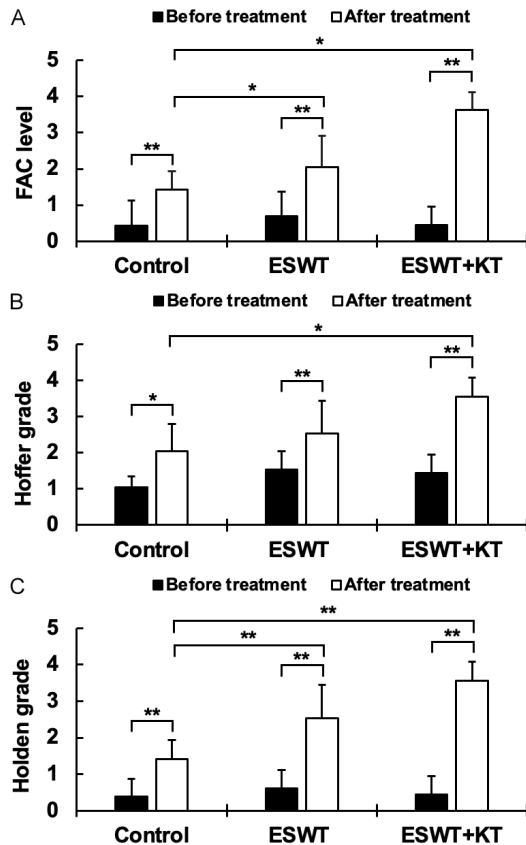 A
Before treatment After treatment
FAC level
5
4
3
2
1
0
*
*
**
**
**
Control ESWT ESWT+KT
B
Before treatment After treatment
Hoffer grade
5
4
3
2
1
0
*
*
**
**
Control ESWT ESWT+KT
C
Before treatment After treatment
Holden grade
5
4
3
2
1
0
**
**
**
**
**
Control ESWT ESWT+KT